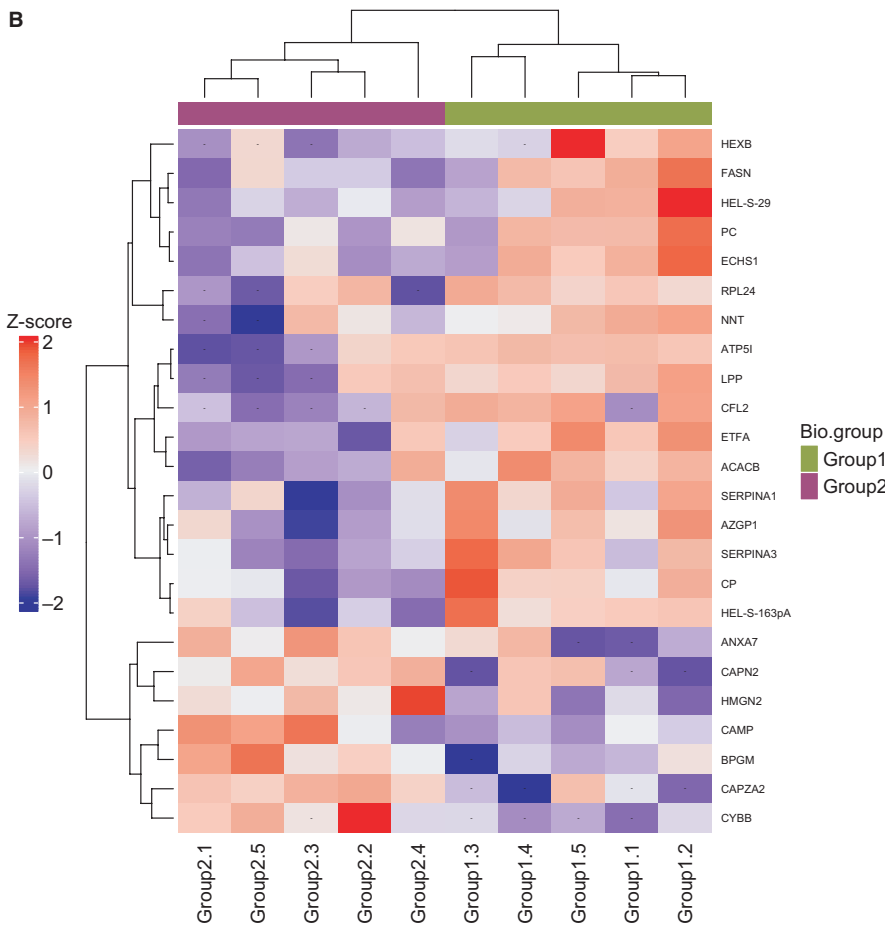 B
HEXB
FASN
HEL-S-29
PC
ECHS1
RPL24
NNT
ATP5I
LPP
CFL2
ETFA
ACACB
SERPINA1
AZGP1
SERPINA3
CP
HEL-S-163pA
ANXA7
CAPN2
HMGN2
CAMP
BPGM
CAPZA2
CYBB
Z-score
2
1
0
−1
−2
Bio.group
Group1
Group2
Group2.1
Group2.5
Group2.3
Group2.2
Group2.4
Group1.3
Group1.4
Group1.5
Group1.1
Group1.2